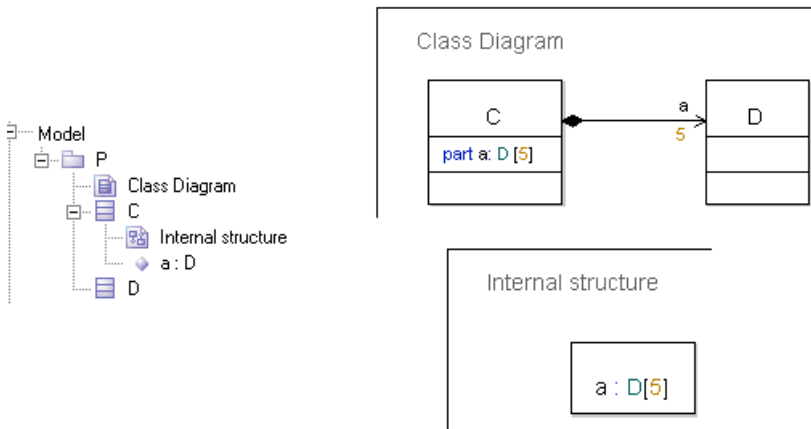 Model
P
Class Diagram
C
Internal structure
a : D
D
Class Diagram
C
part a: D [5]
a
5
D
Internal structure
a : D[5]